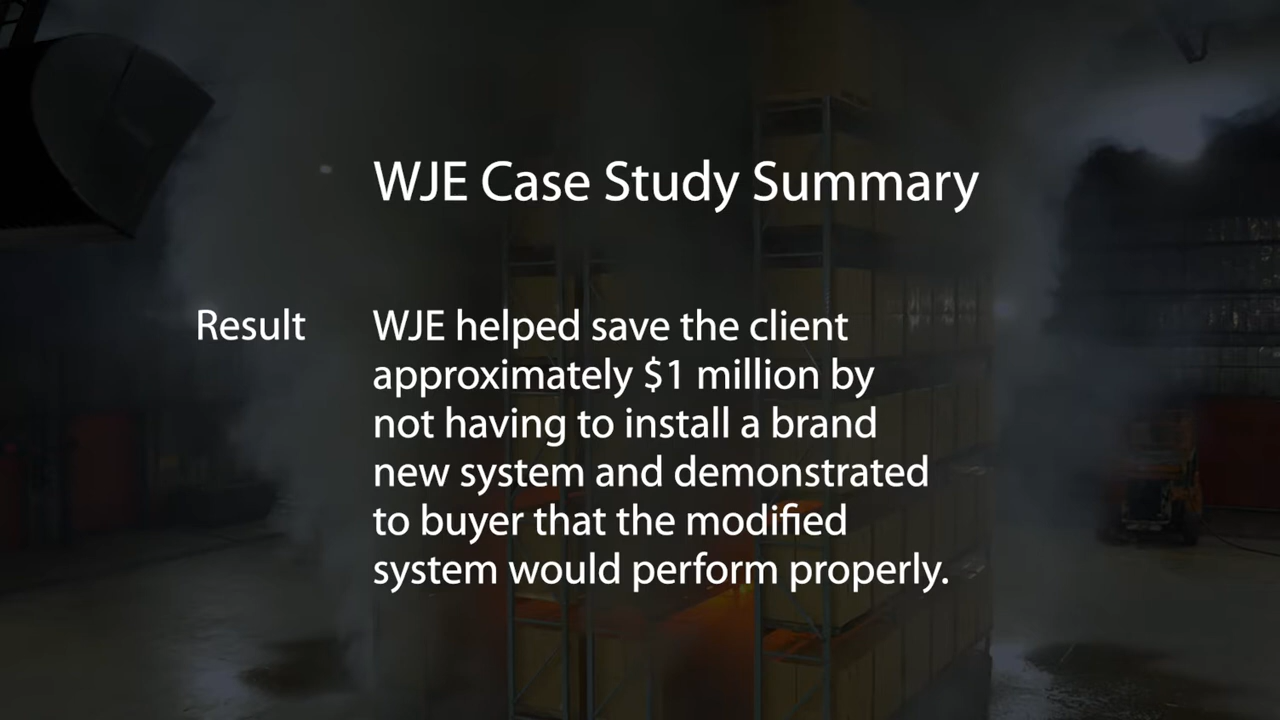 WJE Case Study Summary
Result
WJE helped save the client
approximately $1 million by
not having to install a brand
new system and demonstrated
to buyer that the modified
system would perform properly.